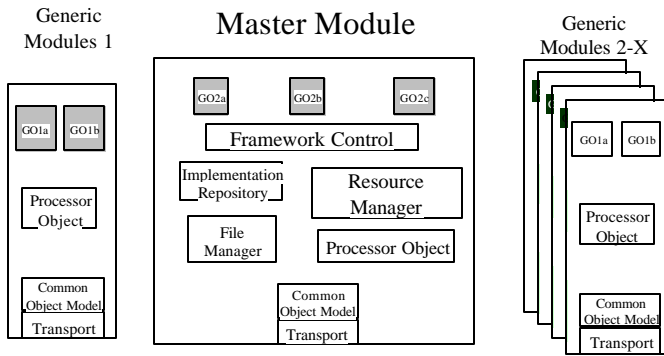 Generic
Modules 1
Master Module
Generic
Modules 2-X
GO1a
GO1b
GO2a
GO2b
GO2c
GO1a
GO1b
Framework Control
Implementation
Repository
Resource
Manager
Processor
Object
File
Manager
Processor Object
Processor
Object
Common
Object Model
Transport
Common
Object Model
Transport
Common
Object Model
Transport